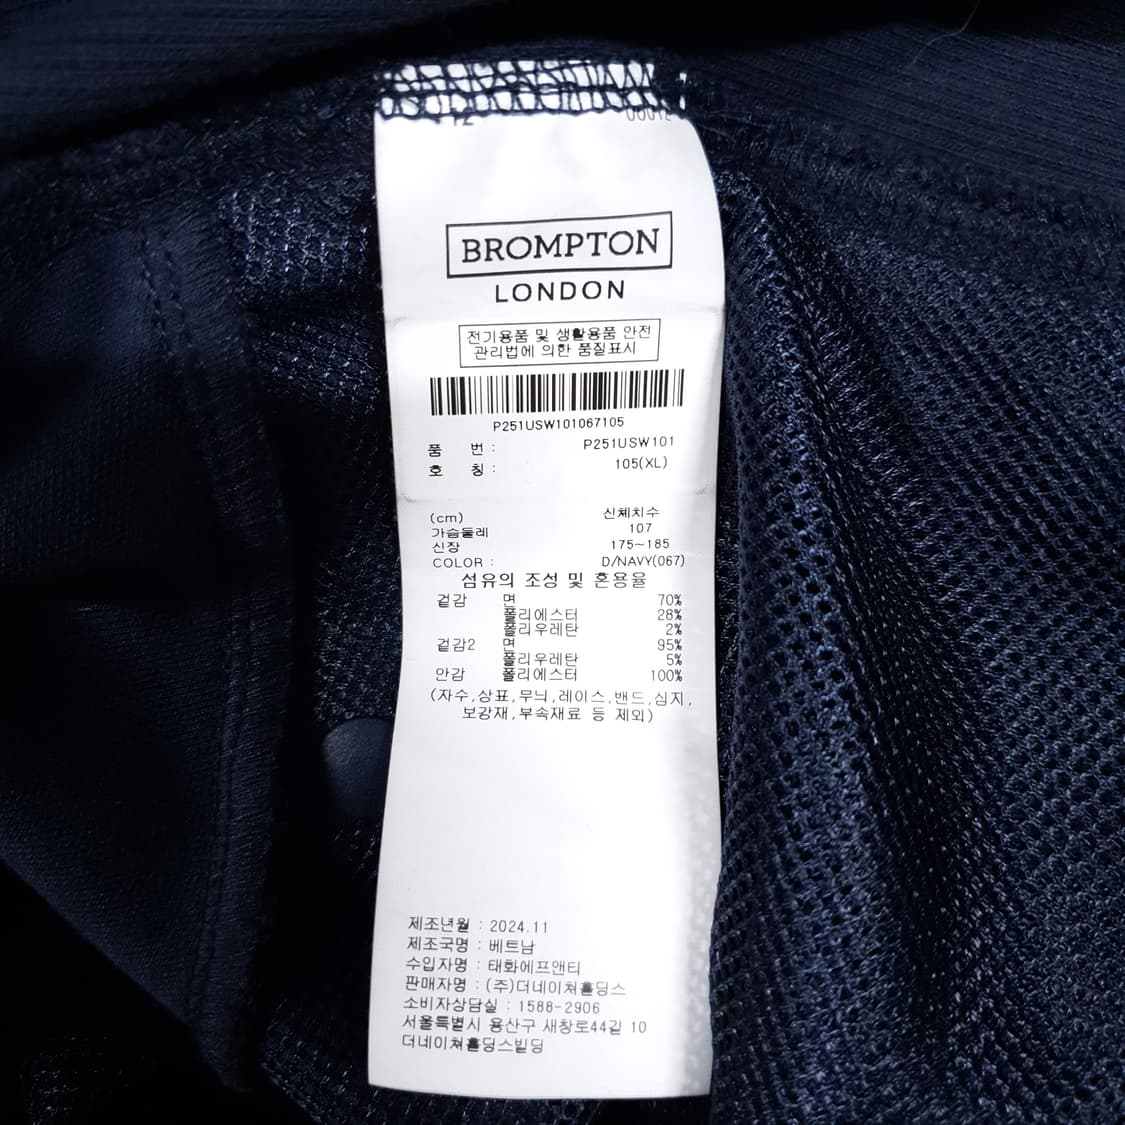 BROMPTON
LONDON
전기용품 및 생활용품 안전
관리법에 의한 품질표시
P251USW101067105
품 번 : P251USW101
호 칭 : 105(XL)
(cm) 신체치수
가슴둘레 107
신장 175~185
COLOR : D/NAVY(067)
섬유의 조성 및 혼용율
겉감 면 70%
폴리에스터 28%
폴리우레탄 2%
겉감2 면 95%
폴리우레탄 5%
안감 폴리에스터 100%
(자수,상표,무늬,레이스,밴드,심지,
보강재,부속재료 등 제외)
제조년월 : 2024.11
제조국명 : 베트남
수입자명 : 태화에프앤티
판매자명 : (주)더네이쳐홀딩스
소비자상담실 : 1588-2906
서울특별시 용산구 새창로44길 10
더네이쳐홀딩스빌딩